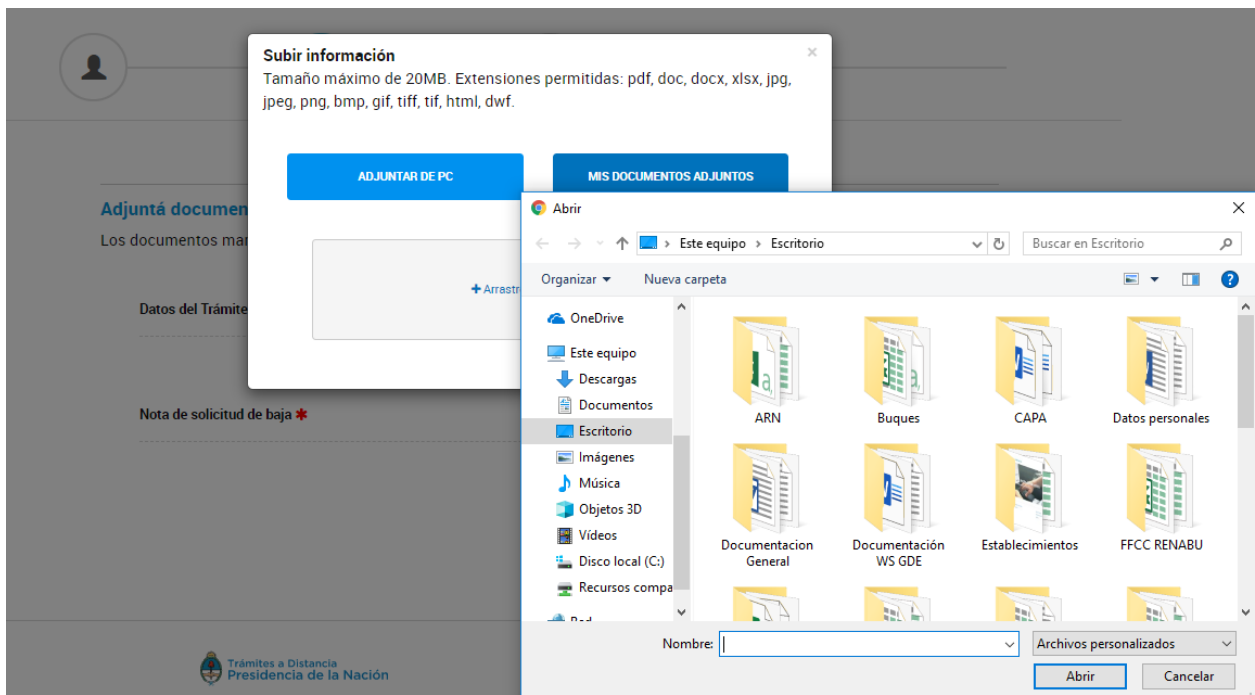 Subir información
×
Tamaño máximo de 20MB. Extensiones permitidas: pdf, doc, docx, xlsx, jpg,
jpeg, png, bmp, gif, tiff, tif, html, dwf.
ADJUNTAR DE PC
MIS DOCUMENTOS ADJUNTOS
Adjuntá documen
Los documentos mar
+ Arrastr
Datos del Trámite
Nota de solicitud de baja *
Trámites a Distancia
Presidencia de la Nación
Abrir
Este equipo > Escritorio
Buscar en Escritorio
Organizar
Nueva carpeta
OneDrive
Este equipo
Descargas
Documentos
Escritorio
Imágenes
Música
Objetos 3D
Vídeos
Disco local (C:)
Recursos compa
ARN
Buques
CAPA
Datos personales
Documentacion
General
Documentación
WS GDE
Establecimientos
FFCC RENABU
Nombre:
Archivos personalizados
Abrir
Cancelar